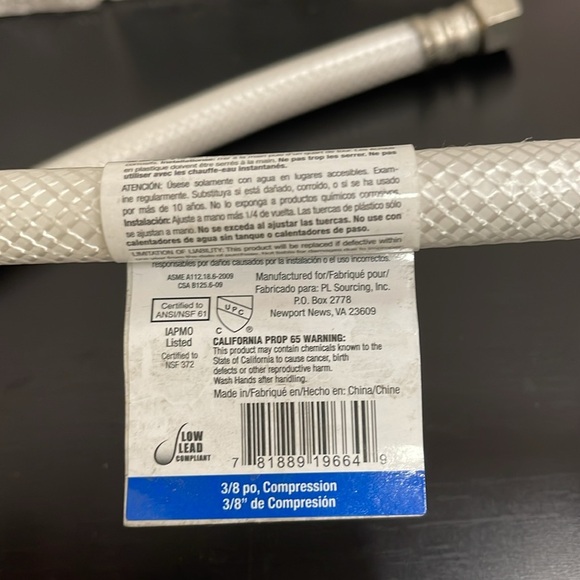 en plastique doivent être serrés à la main. Ne pas trop les serrer. Ne pas
utiliser avec les chauffe-eau instantanés.
ATENCIÓN: Úsese solamente con agua en lugares accesibles. Exam-
ine regularmente. Substituya si está dañado, corroído, o si se ha usado
por más de 10 años. No lo exponga a productos químicos corrosivos.
Instalación: Ajuste a mano más 1/4 de vuelta. Las tuercas de plástico sólo
se ajustan a mano. No se exceda al ajustar las tuercas. No use con
calentadores de agua sin tanque o calentadores de paso.
LIMITATION OF LIABILITY: This product will be replaced if defective within
responsables por daños causados por la instalación o el uso incorrectos.
ASME A112.18.6-2009
CSA B125.6-09
Manufactured for/Fabriqué pour/
Fabricado para: PL Sourcing, Inc.
P.O. Box 2778
Newport News, VA 23609
Certified to
ANSI/NSF 61
UPC
C ®
IAPMO
Listed
Certified to
NSF 372
CALIFORNIA PROP 65 WARNING:
This product may contain chemicals known to the
State of California to cause cancer, birth
defects or other reproductive harm.
Wash Hands after handling.
Made in/Fabriqué en/Hecho en: China/Chine
LOW
LEAD
COMPLIANT
7 81889 19664 9
3/8 po, Compression
3/8" de Compresión